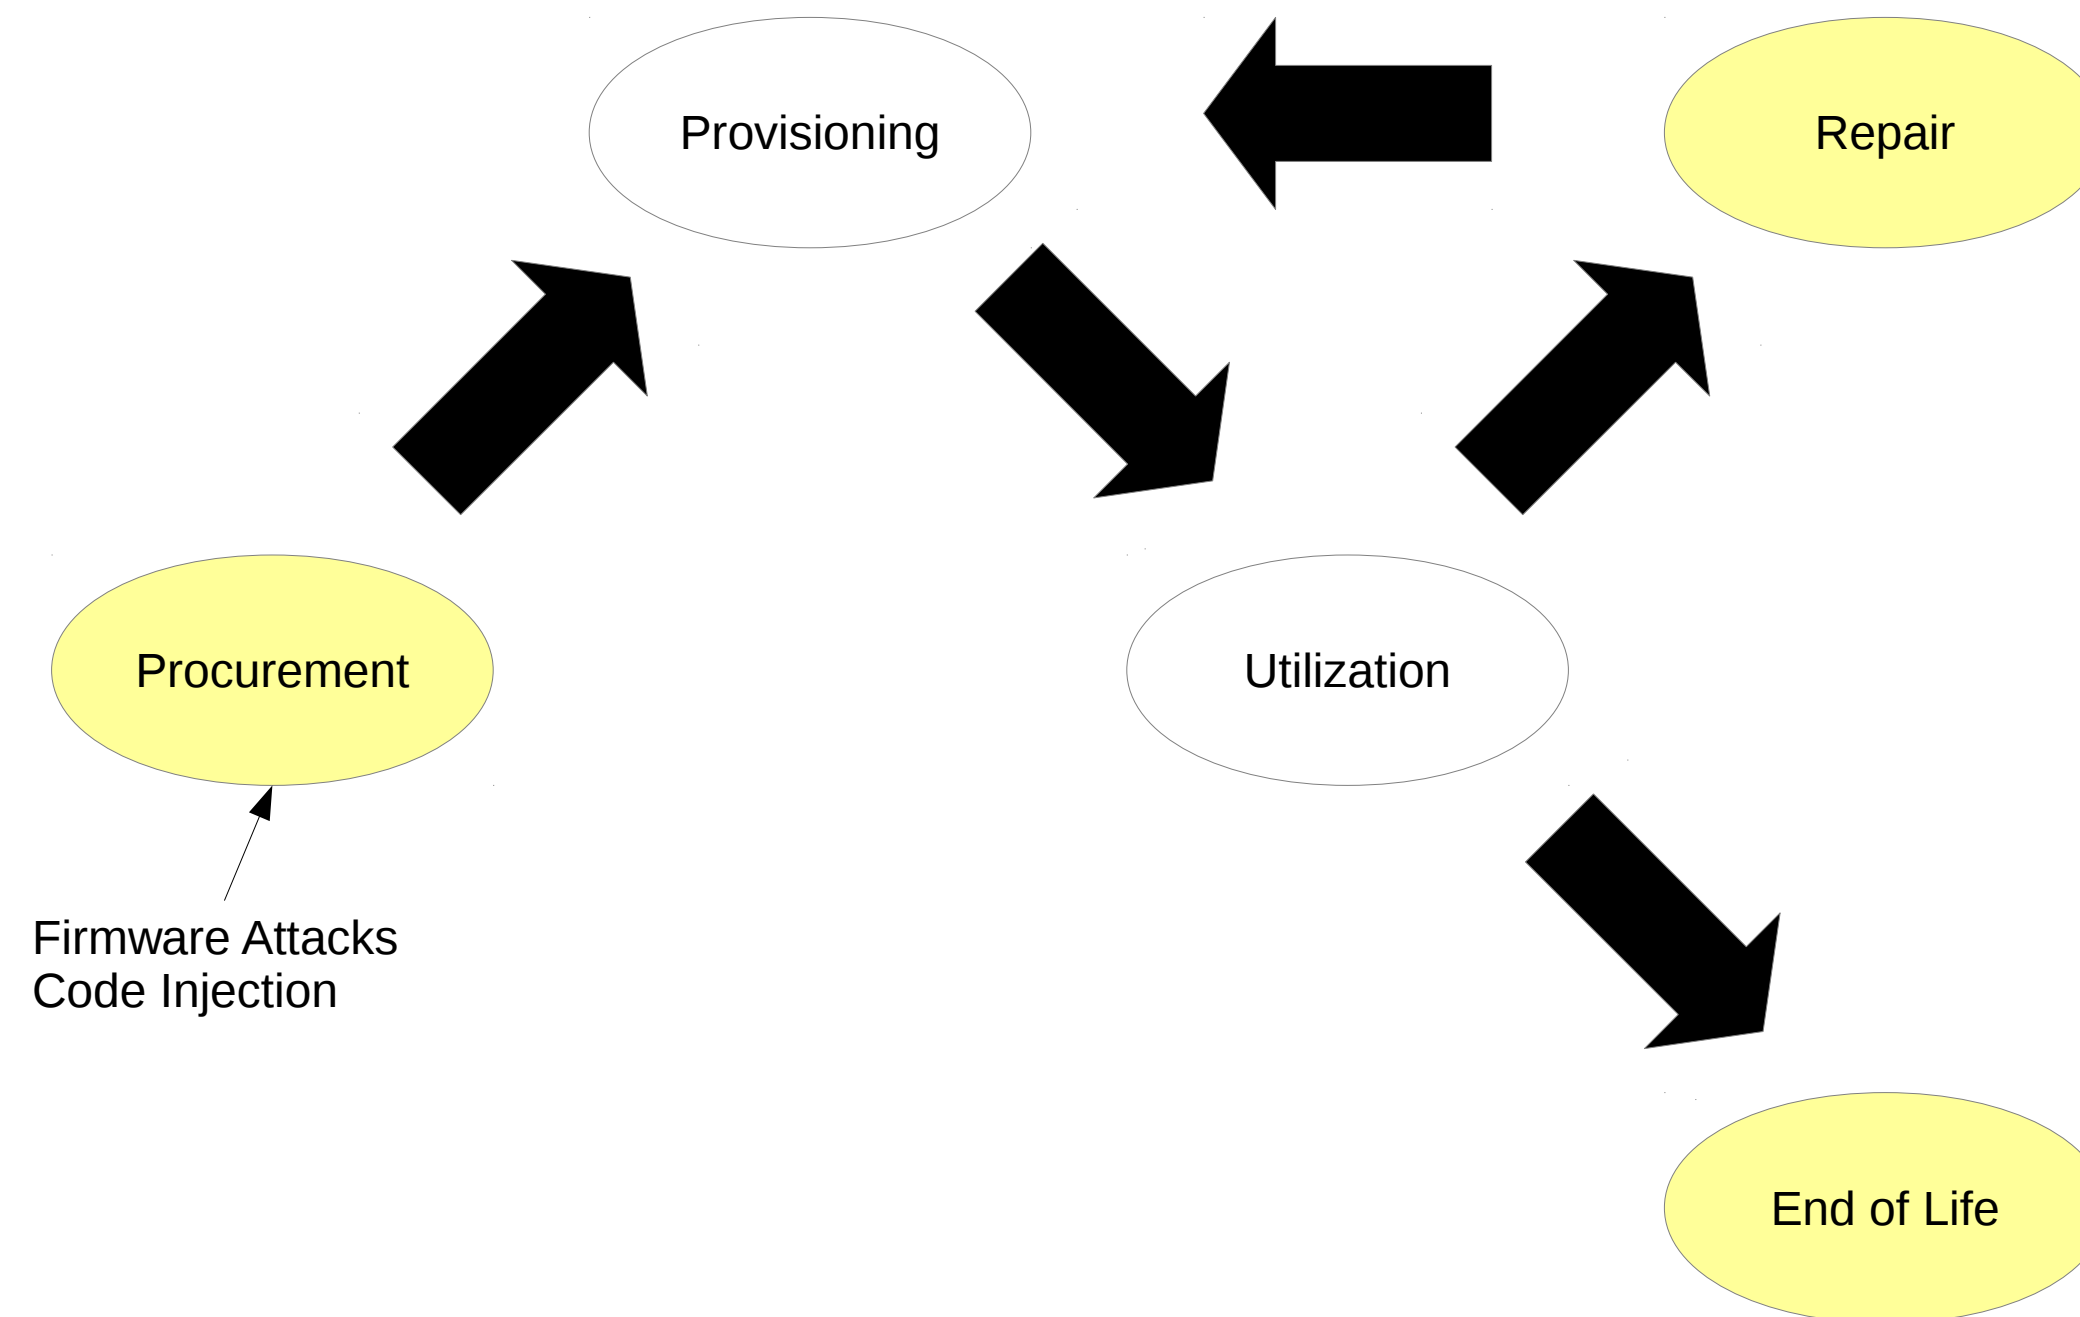 Provisioning
Repair
Procurement
Utilization
Firmware Attacks
Code Injection
End of Life